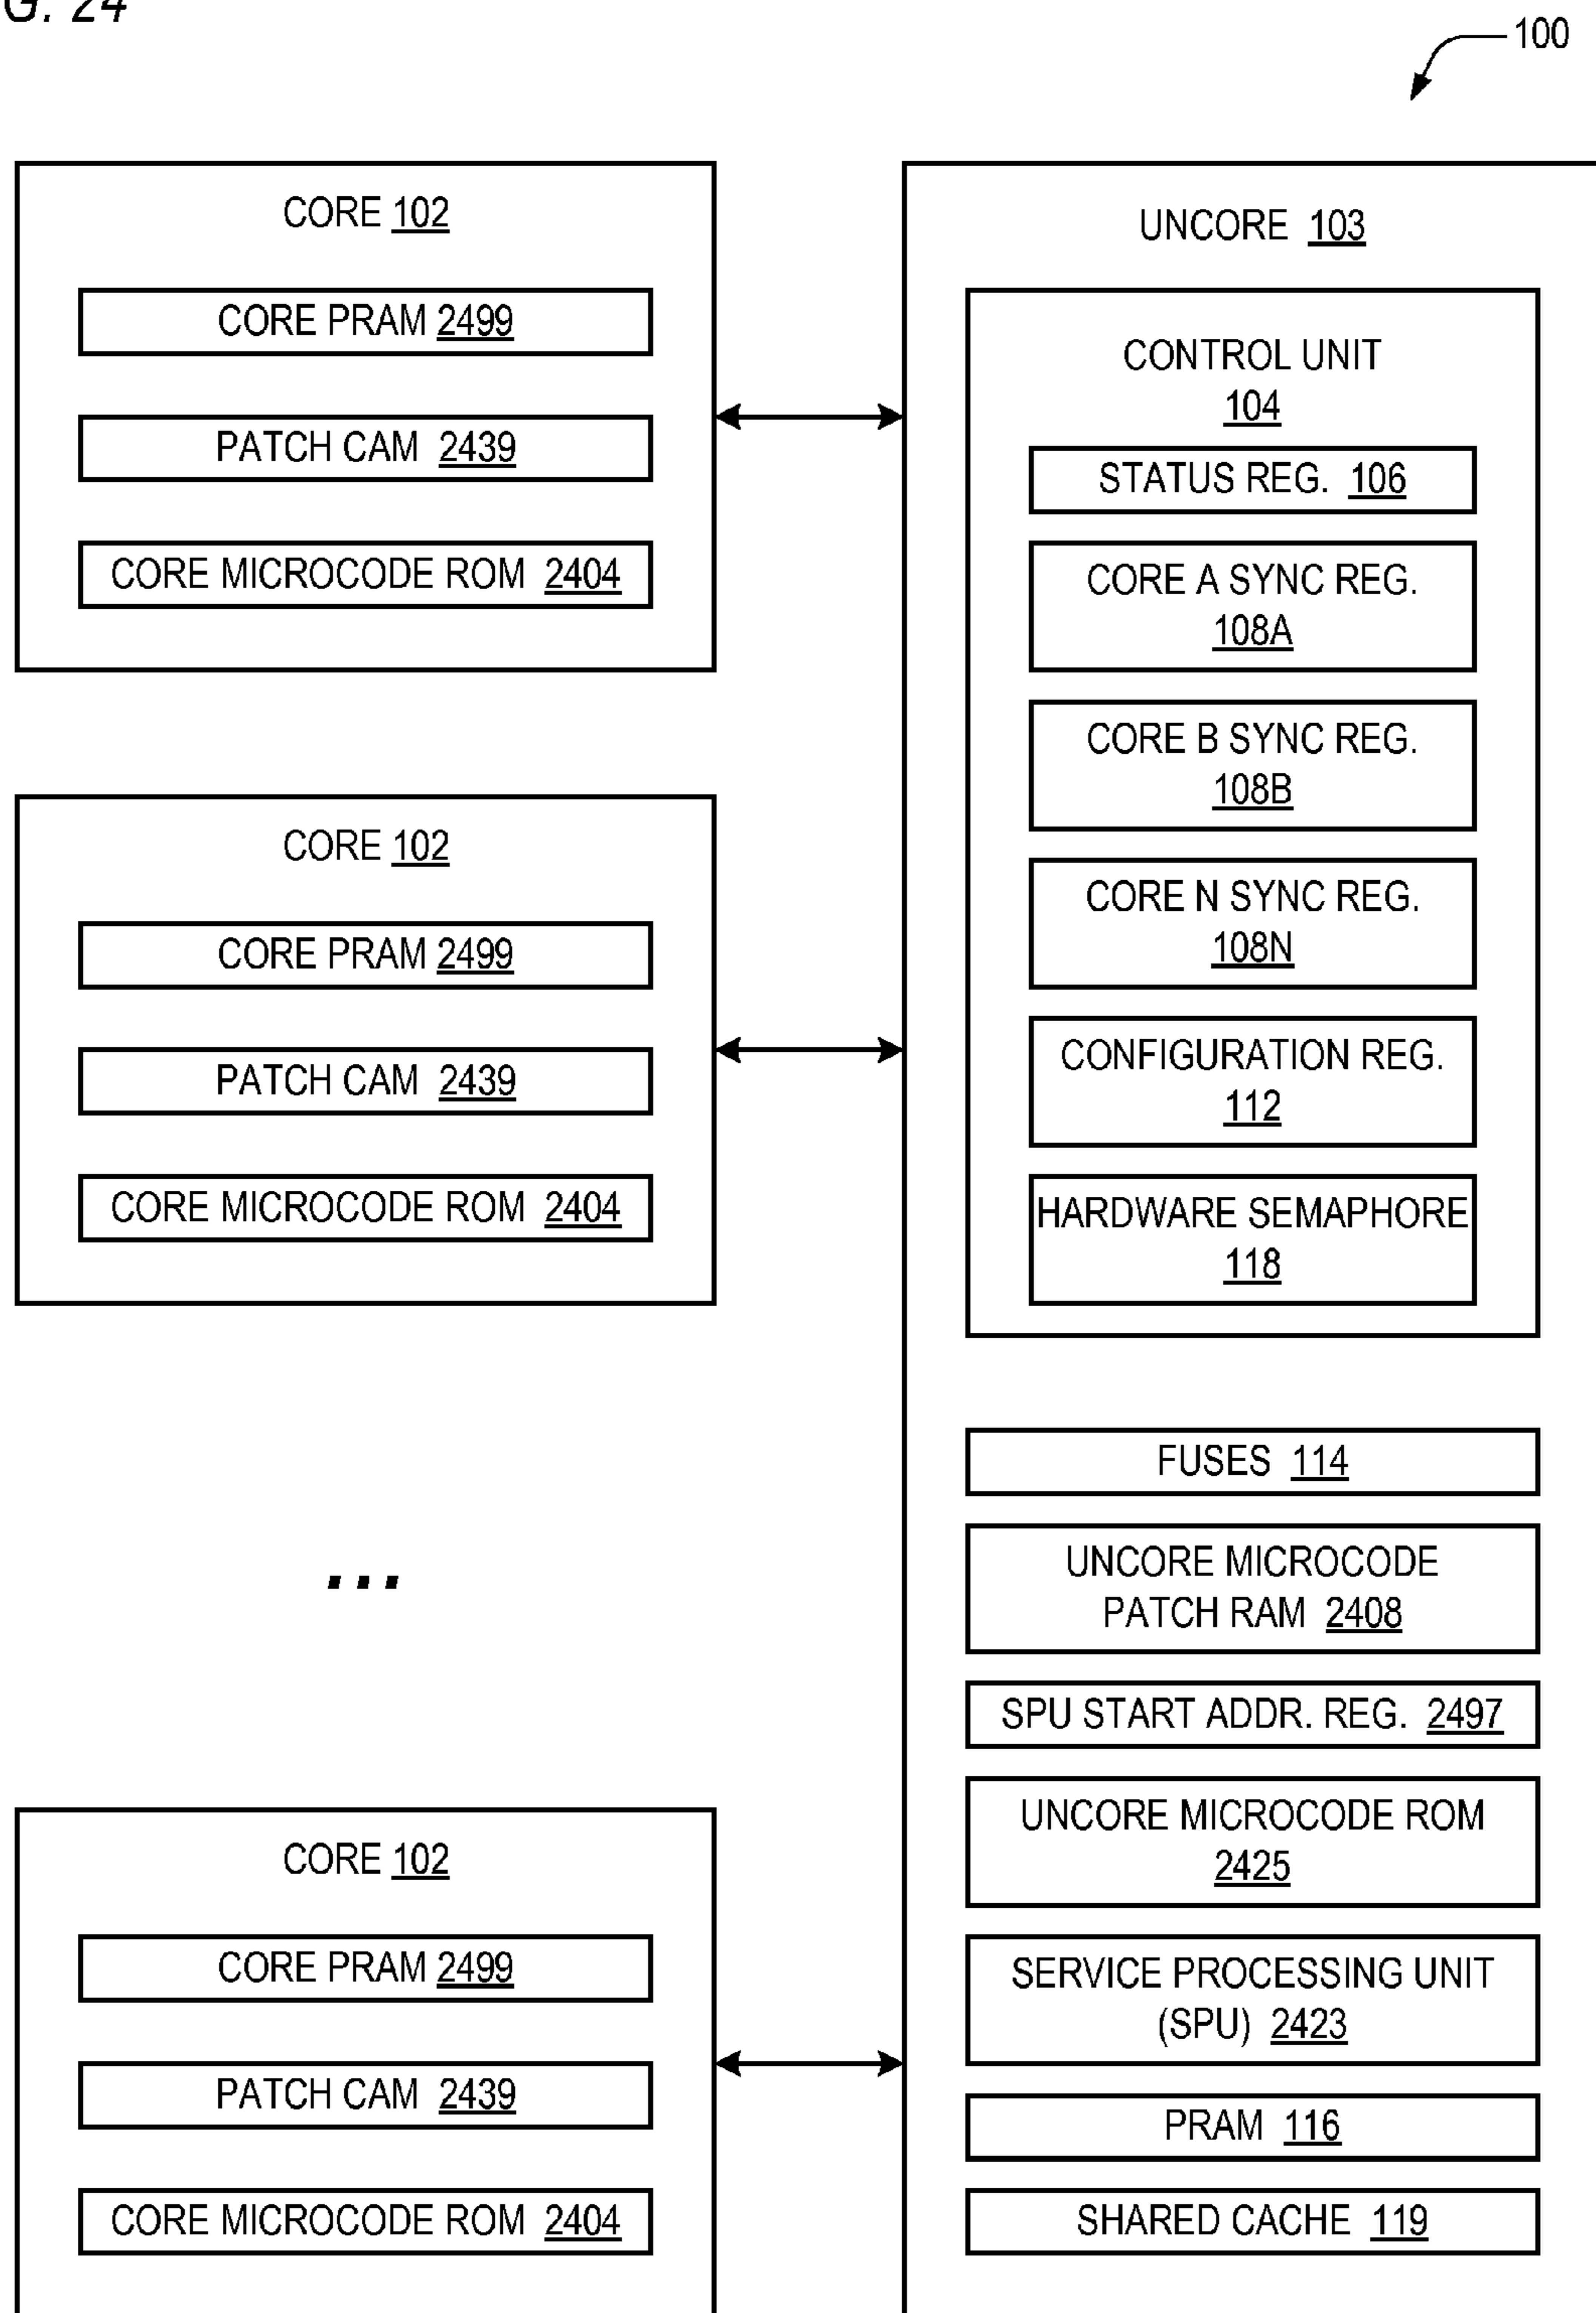 G. 24
100
CORE 102
CORE PRAM 2499
PATCH CAM 2439
CORE MICROCODE ROM 2404
CORE 102
CORE PRAM 2499
PATCH CAM 2439
CORE MICROCODE ROM 2404
...
CORE 102
CORE PRAM 2499
PATCH CAM 2439
CORE MICROCODE ROM 2404
UNCORE 103
CONTROL UNIT
104
STATUS REG. 106
CORE A SYNC REG.
108A
CORE B SYNC REG.
108B
CORE N SYNC REG.
108N
CONFIGURATION REG.
112
HARDWARE SEMAPHORE
118
FUSES 114
UNCORE MICROCODE
PATCH RAM 2408
SPU START ADDR. REG. 2497
UNCORE MICROCODE ROM
2425
SERVICE PROCESSING UNIT
(SPU) 2423
PRAM 116
SHARED CACHE 119